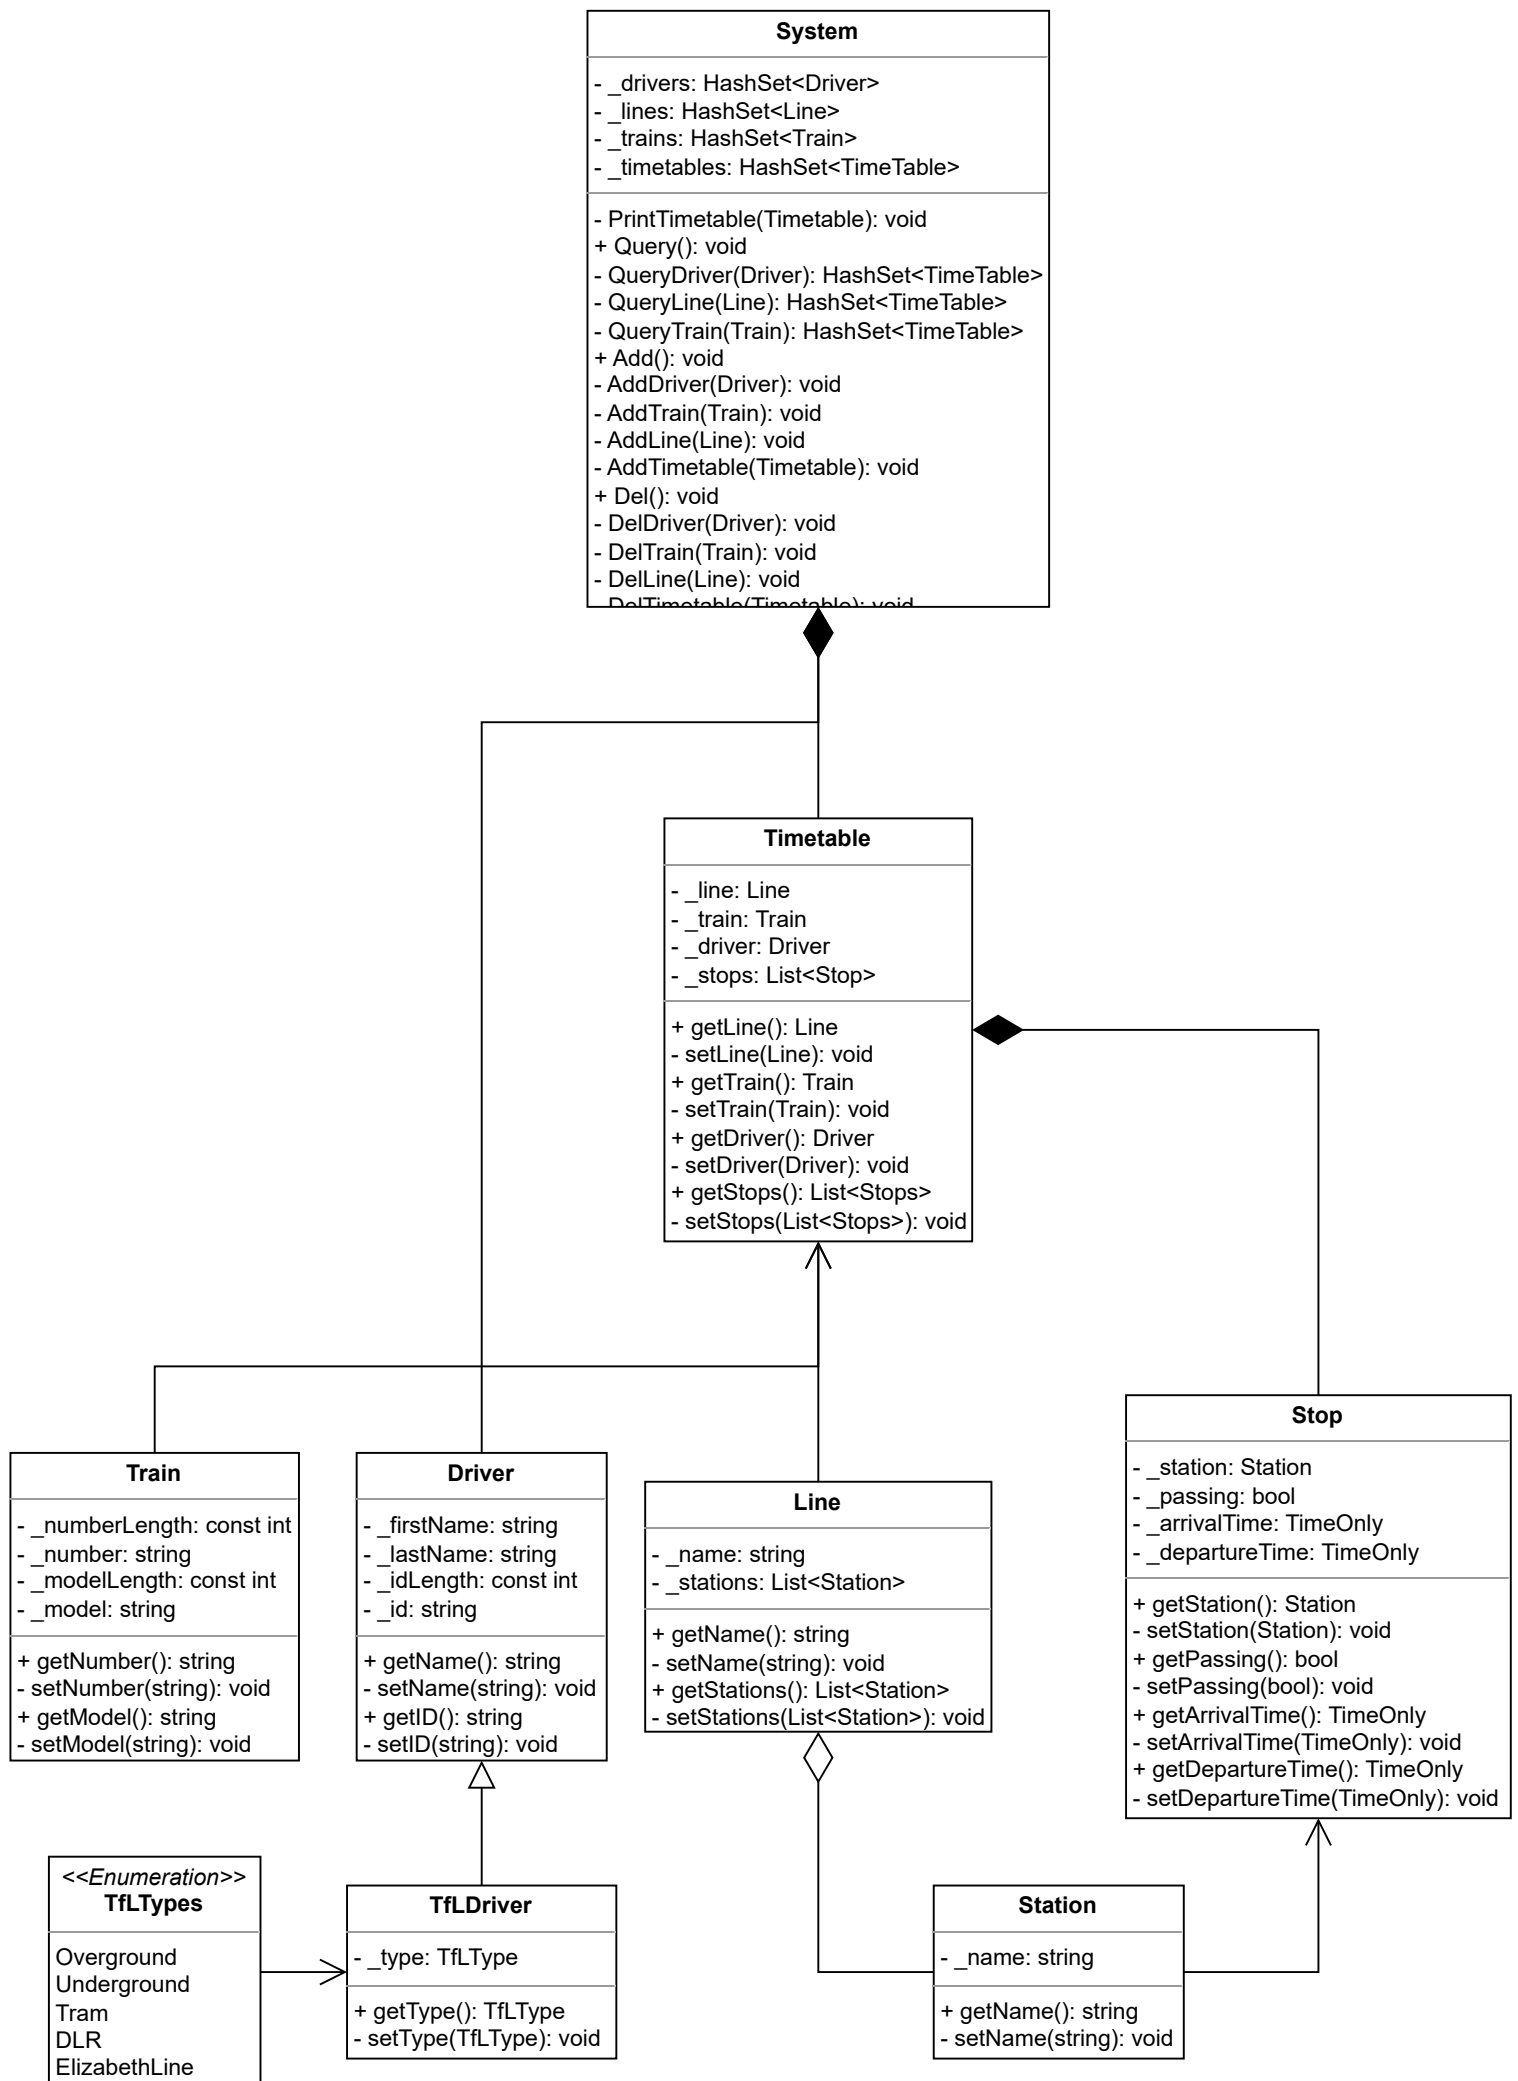 System
- _drivers: HashSet<Driver>
- _lines: HashSet<Line>
- _trains: HashSet<Train>
- _timetables: HashSet<TimeTable>
- PrintTimetable(Timetable): void
+ Query(): void
- QueryDriver(Driver): HashSet<TimeTable>
- QueryLine(Line): HashSet<TimeTable>
- QueryTrain(Train): HashSet<TimeTable>
+ Add(): void
- AddDriver(Driver): void
- AddTrain(Train): void
- AddLine(Line): void
- AddTimetable(Timetable): void
+ Del(): void
- DelDriver(Driver): void
- DelTrain(Train): void
- DelLine(Line): void
- DelTimetable(Timetable): void
Timetable
- _line: Line
- _train: Train
- _driver: Driver
- _stops: List<Stop>
+ getLine(): Line
- setLine(Line): void
+ getTrain(): Train
- setTrain(Train): void
+ getDriver(): Driver
- setDriver(Driver): void
+ getStops(): List<Stops>
- setStops(List<Stops>): void
Train
- _numberLength: const int
- _number: string
- _modelLength: const int
- _model: string
+ getNumber(): string
- setNumber(string): void
+ getModel(): string
- setModel(string): void
Driver
- _firstName: string
- _lastName: string
- _idLength: const int
- _id: string
+ getName(): string
- setName(string): void
+ getID(): string
- setID(string): void
Line
- _name: string
- _stations: List<Station>
+ getName(): string
- setName(string): void
+ getStations(): List<Station>
- setStations(List<Station>): void
Stop
- _station: Station
- _passing: bool
- _arrivalTime: TimeOnly
- _departureTime: TimeOnly
+ getStation(): Station
- setStation(Station): void
+ getPassing(): bool
- setPassing(bool): void
+ getArrivalTime(): TimeOnly
- setArrivalTime(TimeOnly): void
+ getDepartureTime(): TimeOnly
- setDepartureTime(TimeOnly): void
<<Enumeration>>
TfLTypes
Overground
Underground
Tram
DLR
ElizabethLine
TfLDriver
- _type: TfLType
+ getType(): TfLType
- setType(TfLType): void
Station
- _name: string
+ getName(): string
- setName(string): void